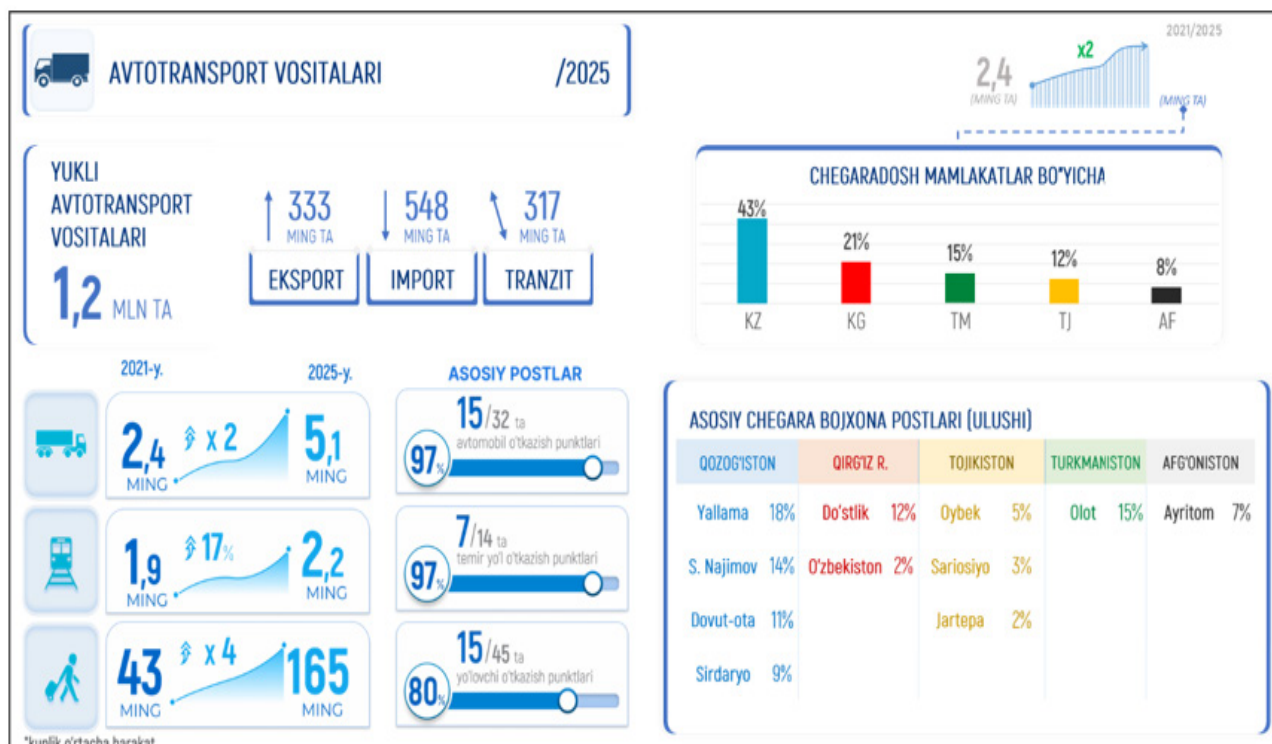 AVTOTRANSPORT VOSITALARI /2025
2021/2025
x2
2,4
(MING TA)
(MING TA)
YUKLI
AVTOTRANSPORT
VOSITALARI
1,2 MLN TA
333
MING TA
EKSPORT
548
MING TA
IMPORT
317
MING TA
TRANZIT
CHEGARADOSH MAMLAKATLAR BO'YICHA
43% 21% 15% 12% 8%
KZ KG TM TJ AF
2021-y. 2025-y.
2,4
MING
x 2
5,1
MING
1,9
MING
17%
2,2
MING
43
MING
x 4
165
MING
ASOSIY POSTLAR
15/32 ta
avtomobil o'tkazish punktlari
97%
7/14 ta
temir yo'l o'tkazish punktlari
97%
15/45 ta
yo'lovchi o'tkazish punktlari
80%
ASOSIY CHEGARA BOJXONA POSTLARI (ULUSHI)
QOZOG'ISTON QIRG'IZ R. TOJIKISTON TURKMANISTON AFG'ONISTON
Yallama 18% Do'stlik 12% Oybek 5% Olot 15% Ayritom 7%
S. Najimov 14% O'zbekiston 2% Sariosiyo 3%
Dovut-ota 11% Jartepa 2%
Sirdaryo 9%
*kunlik o'rtacha harakat